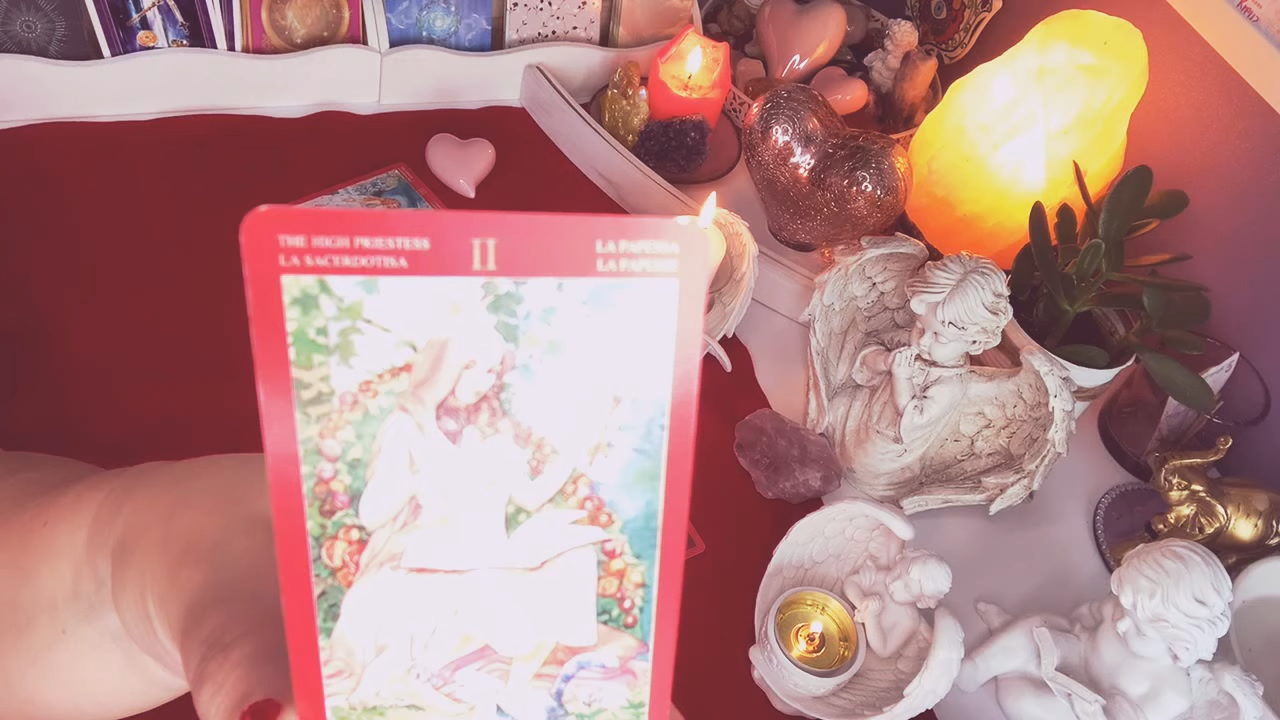 THE HIGH PRIESTESS
LA SACERDOTISA
II
LA PAPESSA
LA PAPESSE